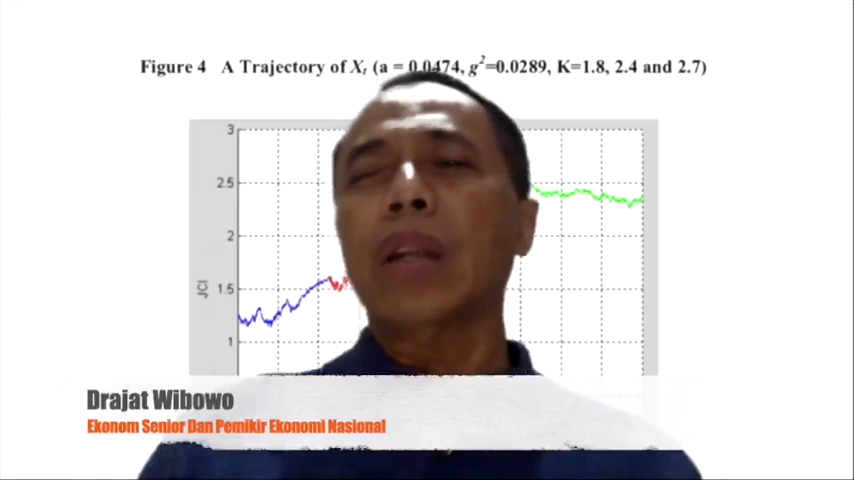 Figure 4 A Trajectory of Xt (a = 0.0474, g²=0.0289, K=1.8, 2.4 and 2.7)
3
2.5
2
1.5
1
JCI
Drajat Wibowo
Ekonom Senior Dan Pemikir Ekonomi Nasional